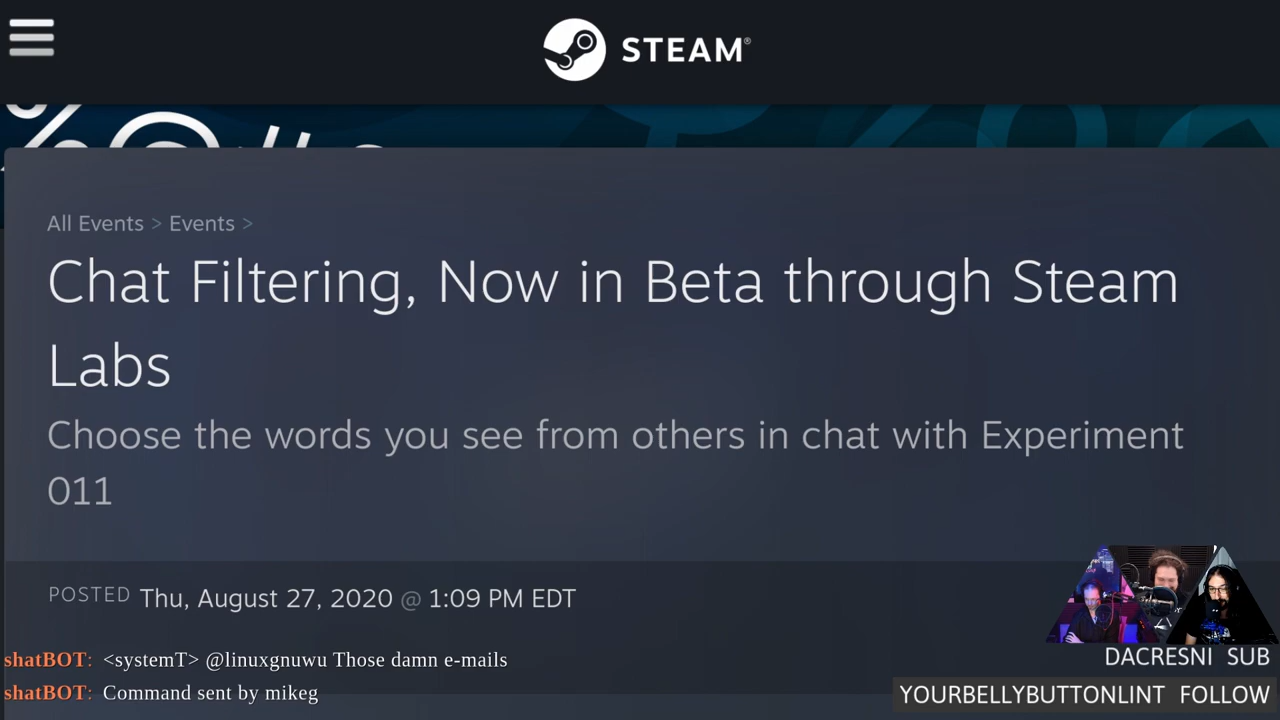 STEAM®
All Events > Events >
Chat Filtering, Now in Beta through Steam
Labs
Choose the words you see from others in chat with Experiment
011
POSTED Thu, August 27, 2020 @ 1:09 PM EDT
shatBOT: <systemT> @linuxgnuwu Those damn e-mails
shatBOT: Command sent by mikeg
DACRESNI SUB
YOURBELLYBUTTONLINT FOLLOW